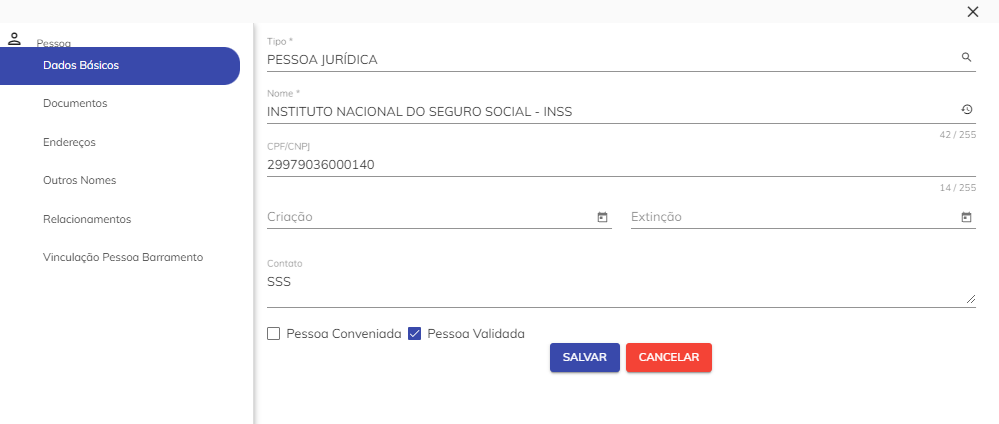 Pessoa
Dados Básicos
Documentos
Endereços
Outros Nomes
Relacionamentos
Vinculação Pessoa Barramento
Tipo *
PESSOA JURÍDICA
Nome *
INSTITUTO NACIONAL DO SEGURO SOCIAL - INSS
42 / 255
CPF/CNPJ
29979036000140
14 / 255
Criação
Extinção
Contato
SSS
Pessoa Conveniada
Pessoa Validada
SALVAR
CANCELAR